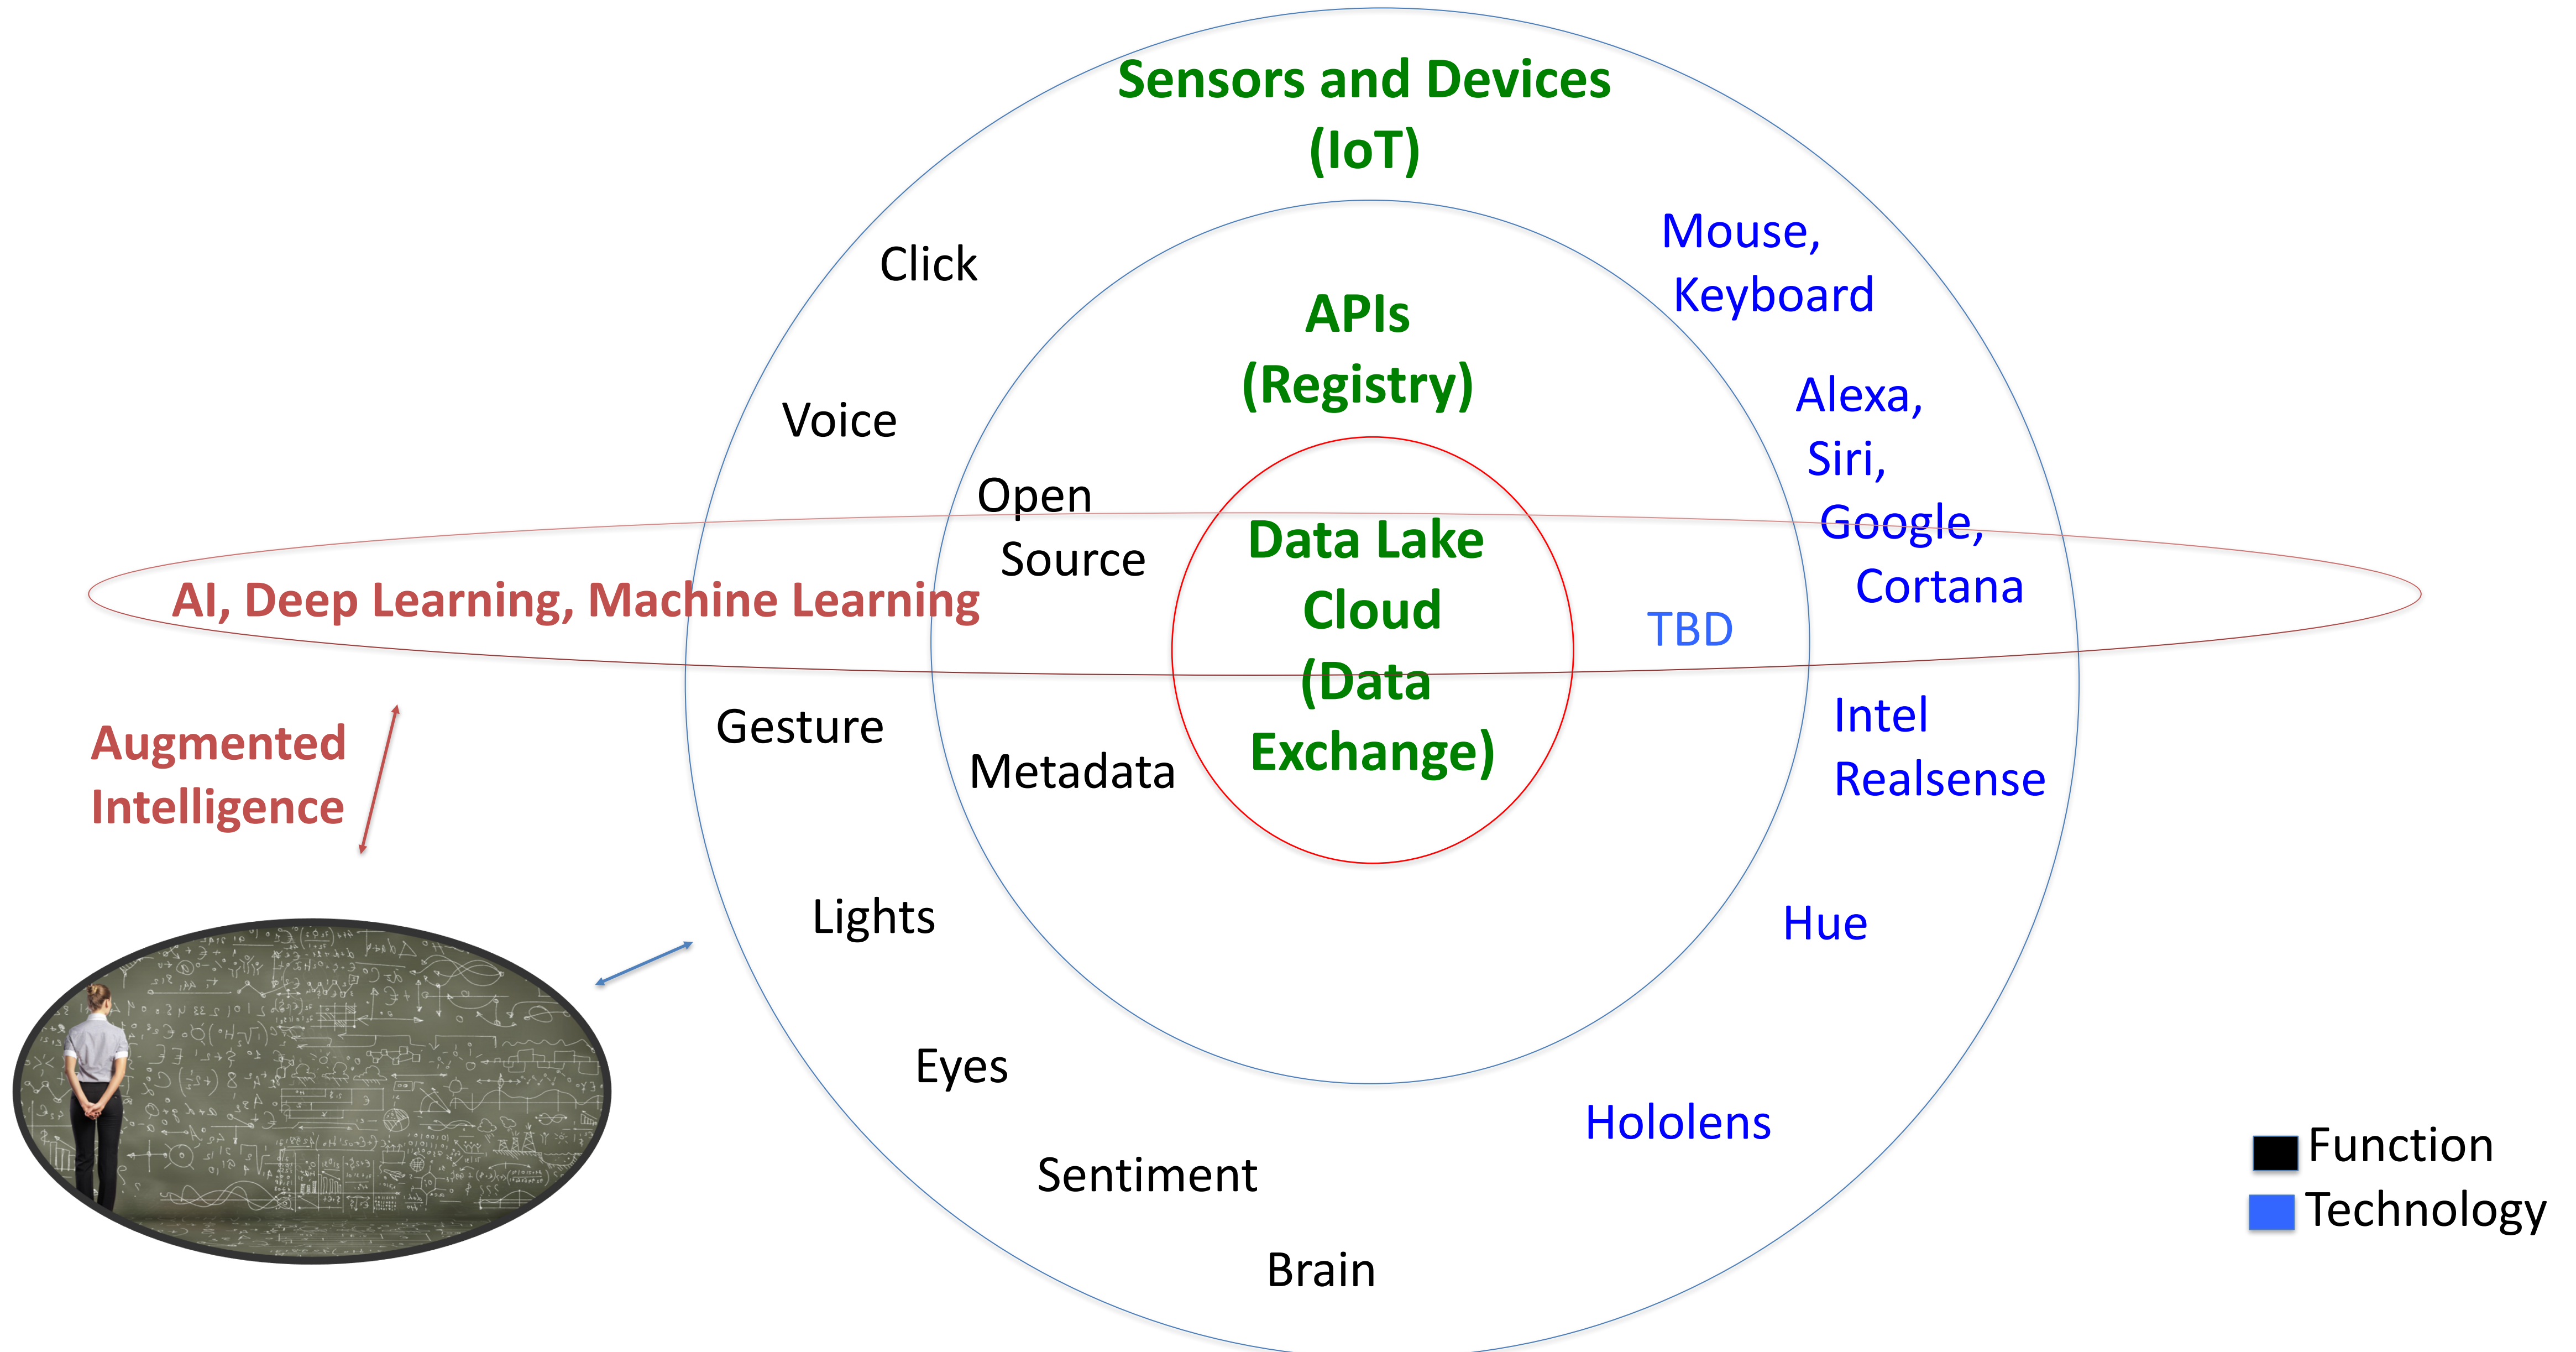 Sensors and Devices
(IoT)
Click
Mouse,
Keyboard
APIs
(Registry)
Voice
Alexa,
Siri,
Google,
Cortana
Open
Source
Data Lake
Cloud
(Data
Exchange)
AI, Deep Learning, Machine Learning
TBD
Augmented
Intelligence
Gesture
Metadata
Intel
Realsense
Lights
Hue
Eyes
Hololens
Sentiment
Brain
Function
Technology